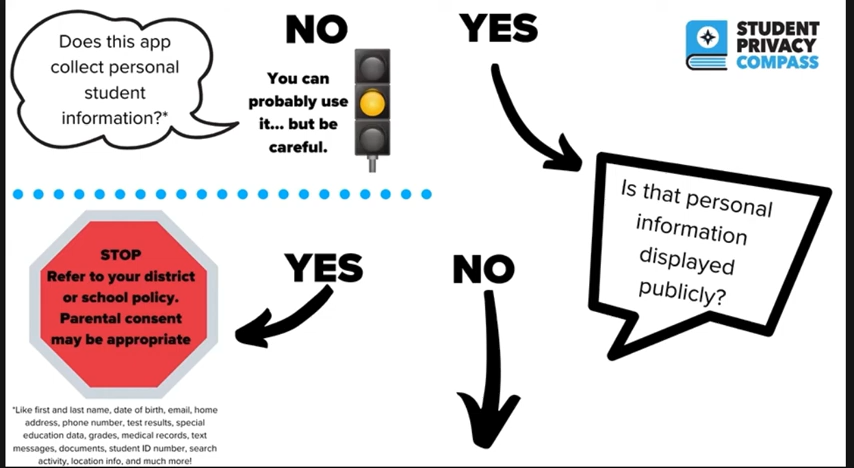 Does this app
collect personal
student
information?*
NO
You can
probably use
it... but be
careful.
YES
STUDENT
PRIVACY
COMPASS
Is that personal
information
displayed
publicly?
YES
NO
STOP
Refer to your district
or school policy.
Parental consent
may be appropriate
*Like first and last name, date of birth, email, home
address, phone number, test results, special
education data, grades, medical records, text
messages, documents, student ID number, search
activity, location info, and much more!